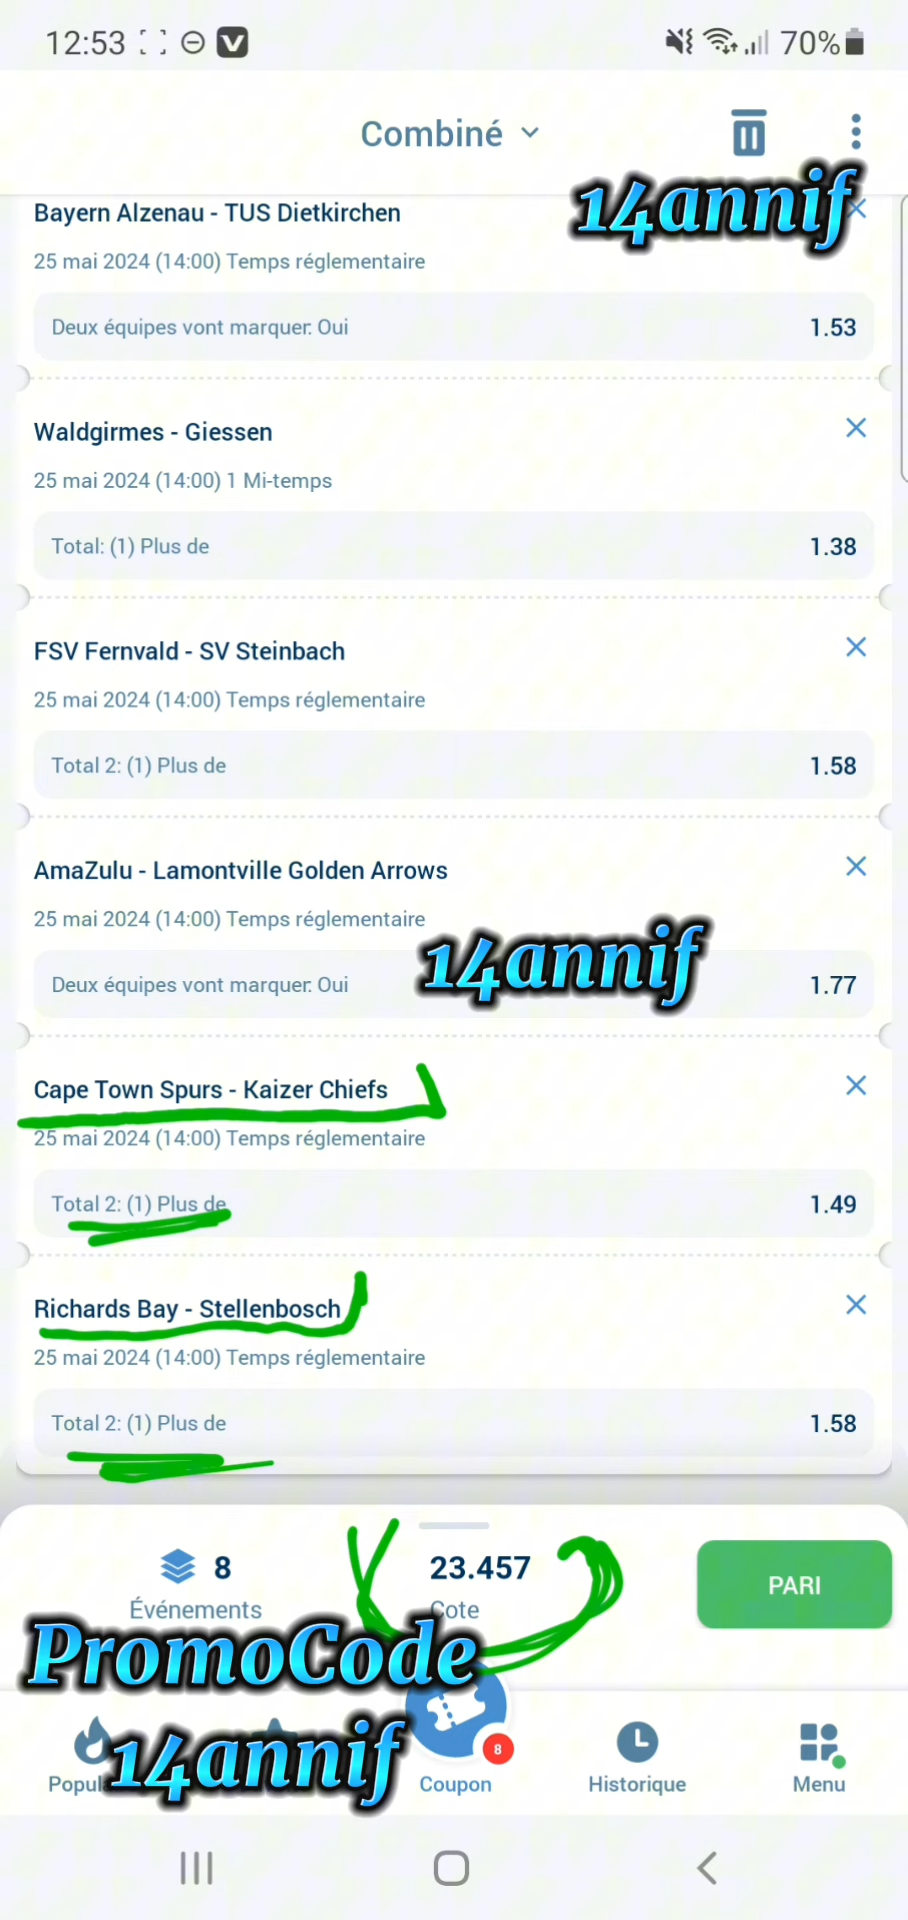 12:53
70%
Combiné
14annif
Bayern Alzenau - TUS Dietkirchen
25 mai 2024 (14:00) Temps réglementaire
Deux équipes vont marquer: Oui
1.53
Waldgirmes - Giessen
25 mai 2024 (14:00) 1 Mi-temps
Total: (1) Plus de
1.38
FSV Fernvald - SV Steinbach
25 mai 2024 (14:00) Temps réglementaire
Total 2: (1) Plus de
1.58
AmaZulu - Lamontville Golden Arrows
25 mai 2024 (14:00) Temps réglementaire
14annif
Deux équipes vont marquer: Oui
1.77
Cape Town Spurs - Kaizer Chiefs
25 mai 2024 (14:00) Temps réglementaire
Total 2: (1) Plus de
1.49
Richards Bay - Stellenbosch
25 mai 2024 (14:00) Temps réglementaire
Total 2: (1) Plus de
1.58
8
23.457
PARI
Événements
Cote
PromoCode
14annif
8
Coupon
Historique
Menu